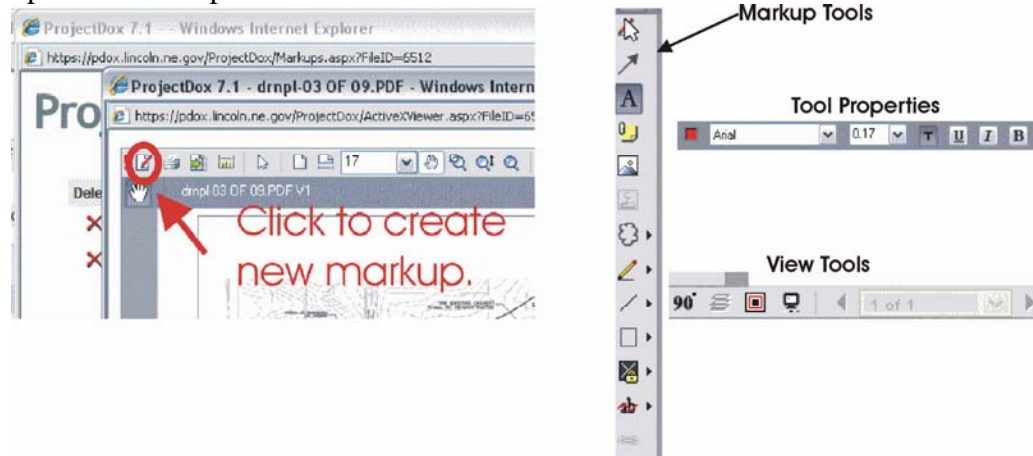 ProjectDox 7.1 - Windows Internet Explorer
https://pdox.lincoln.ne.gov/ProjectDox/Markups.aspx?FileID=6512
Pro
ProjectDox 7.1 - drnpl-03 OF 09.PDF - Windows Intern
https://pdox.lincoln.ne.gov/ProjectDox/ActiveXViewer.aspx?FileID=65
17
Dele
drnpl-03 OF 09.PDF V1
Click to create
new markup.
Markup Tools
A
Tool Properties
Arial
0.17
T U I B
View Tools
90°
1 of 1
ab